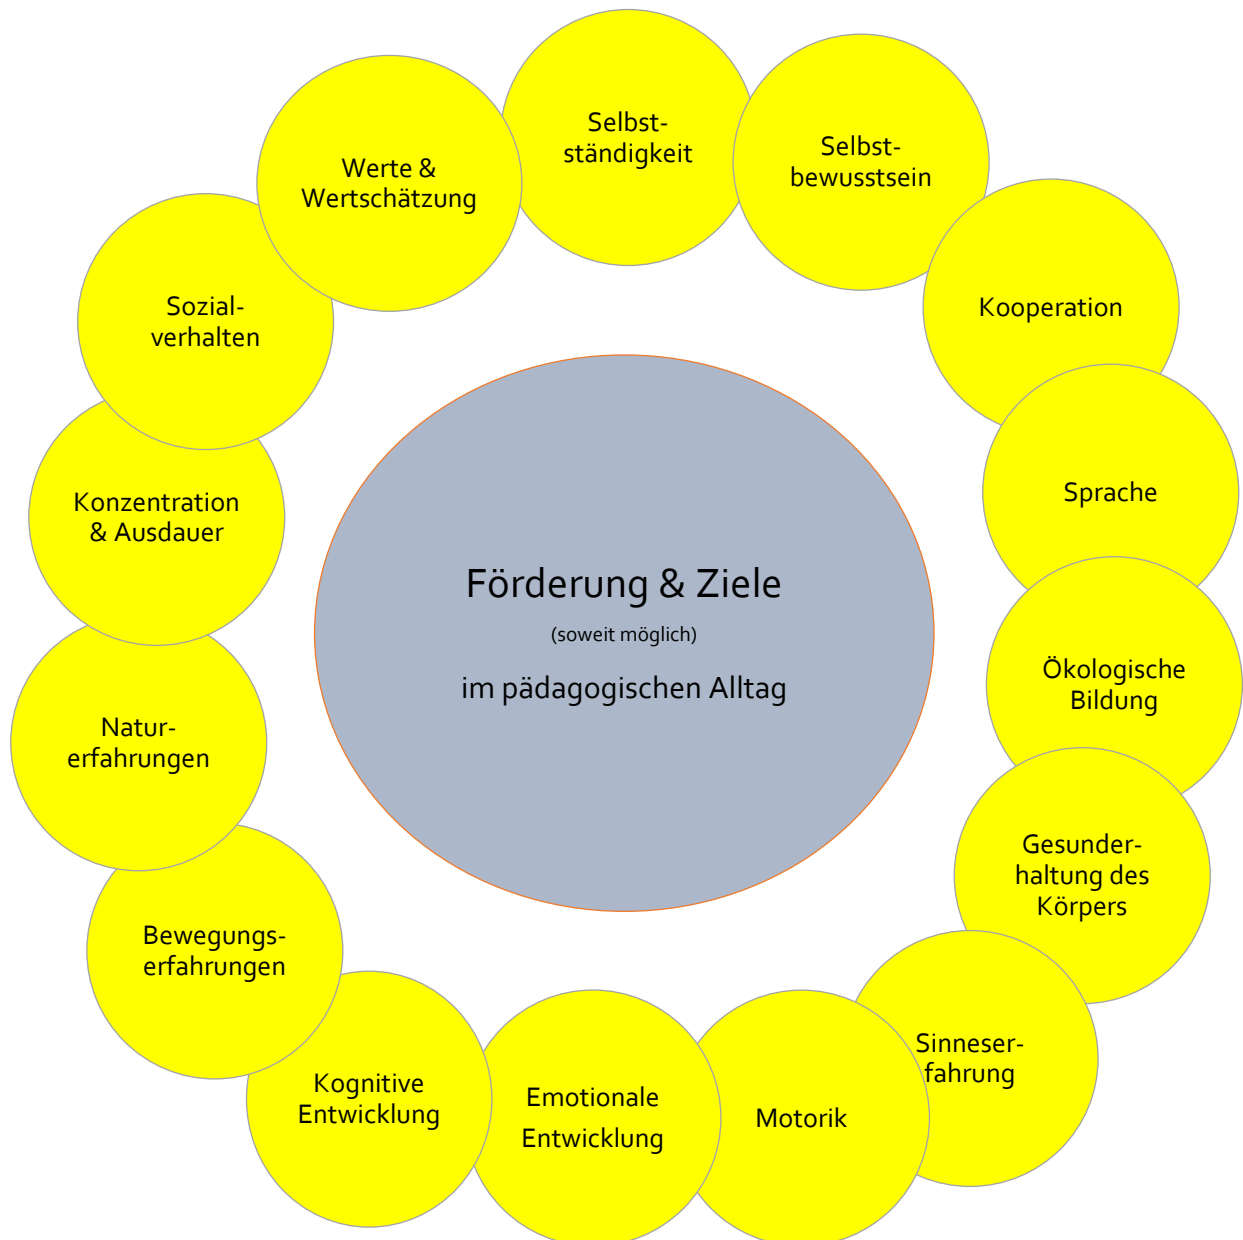 Selbst-
ständigkeit
Selbst-
bewusstsein
Kooperation
Sprache
Ökologische
Bildung
Gesunder-
haltung des
Körpers
Sinneser-
fahrung
Motorik
Emotionale
Entwicklung
Kognitive
Entwicklung
Bewegungs-
erfahrungen
Natur-
erfahrungen
Konzentration
& Ausdauer
Sozial-
verhalten
Werte &
Wertschätzung
Förderung & Ziele
(soweit möglich)
im pädagogischen Alltag